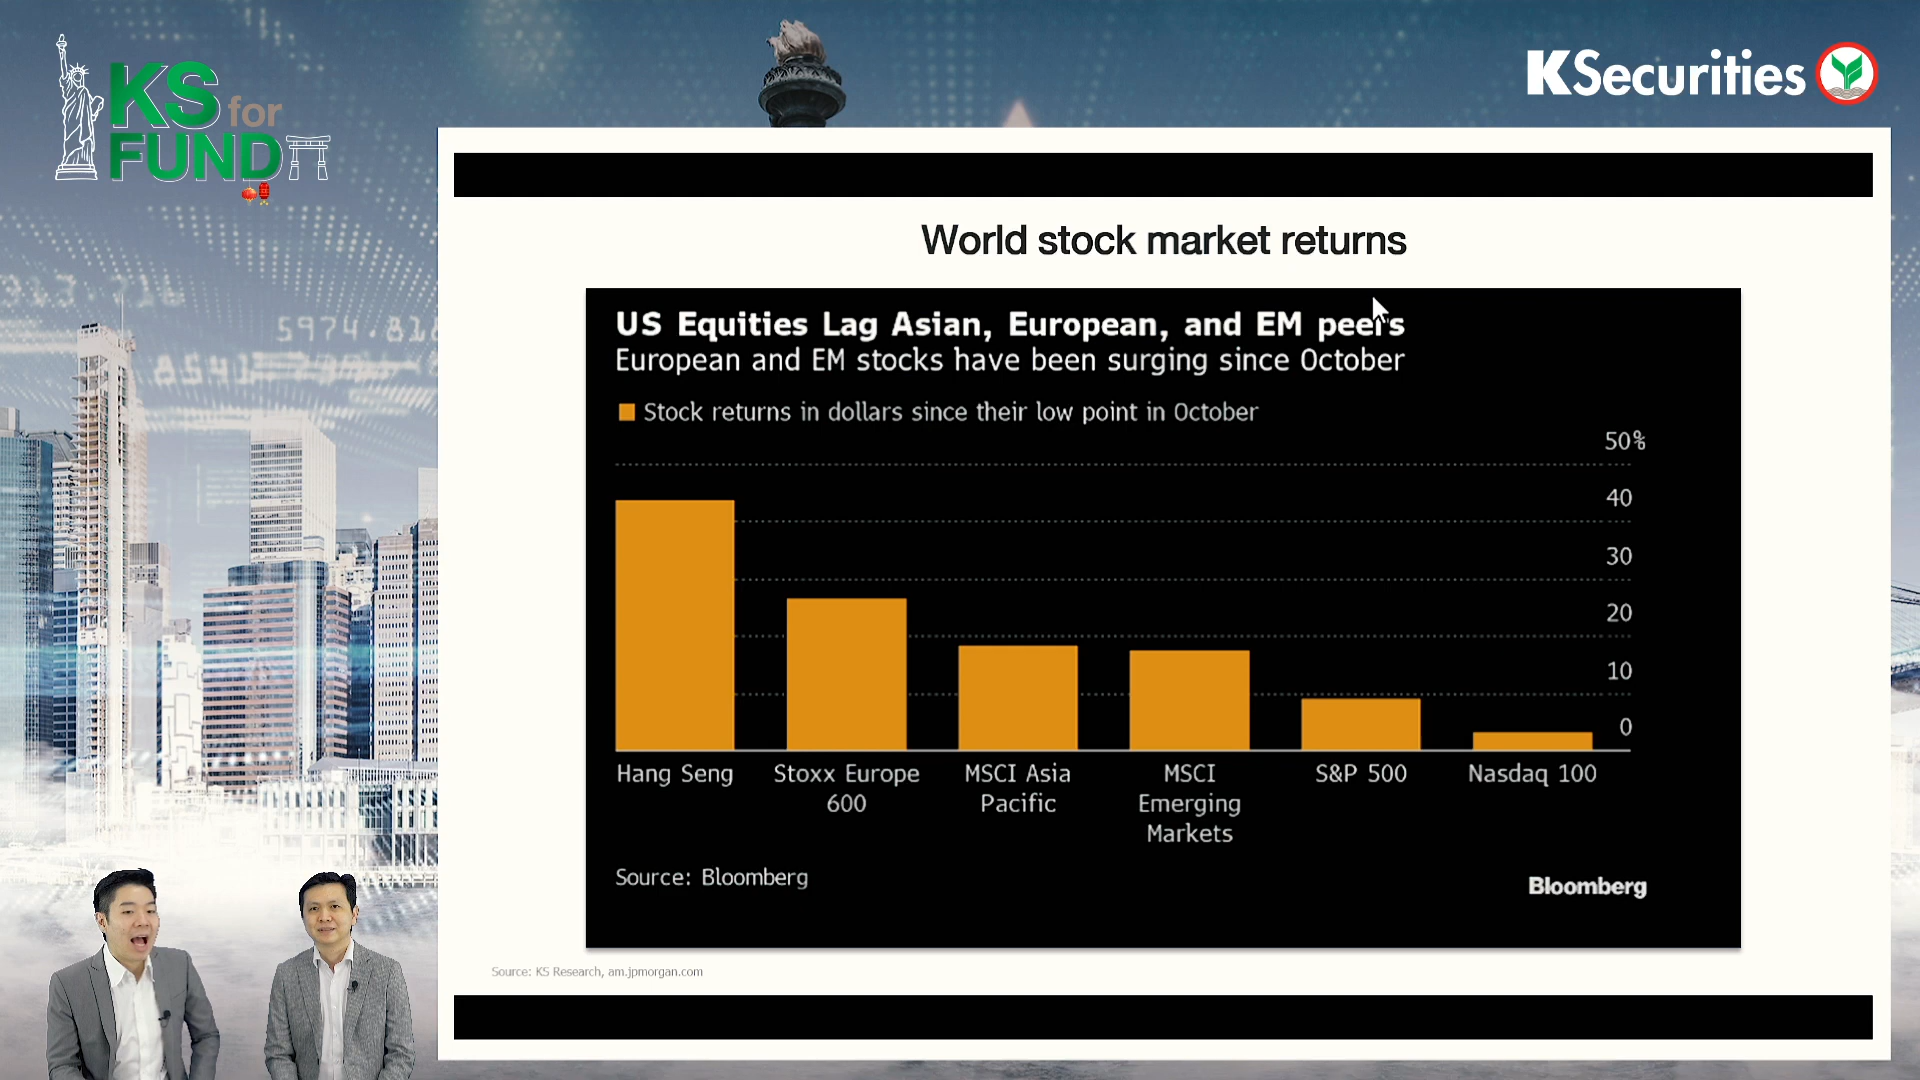 KS for
FUND
KSecurities
World stock market returns
US Equities Lag Asian, European, and EM peers
European and EM stocks have been surging since October
Stock returns in dollars since their low point in October
50%
40
30
20
10
0
Hang Seng
Stoxx Europe
600
MSCI Asia
Pacific
MSCI
Emerging
Markets
S&P 500
Nasdaq 100
Source: Bloomberg
Bloomberg
Source: KS Research, am.jpmorgan.com
5974.816